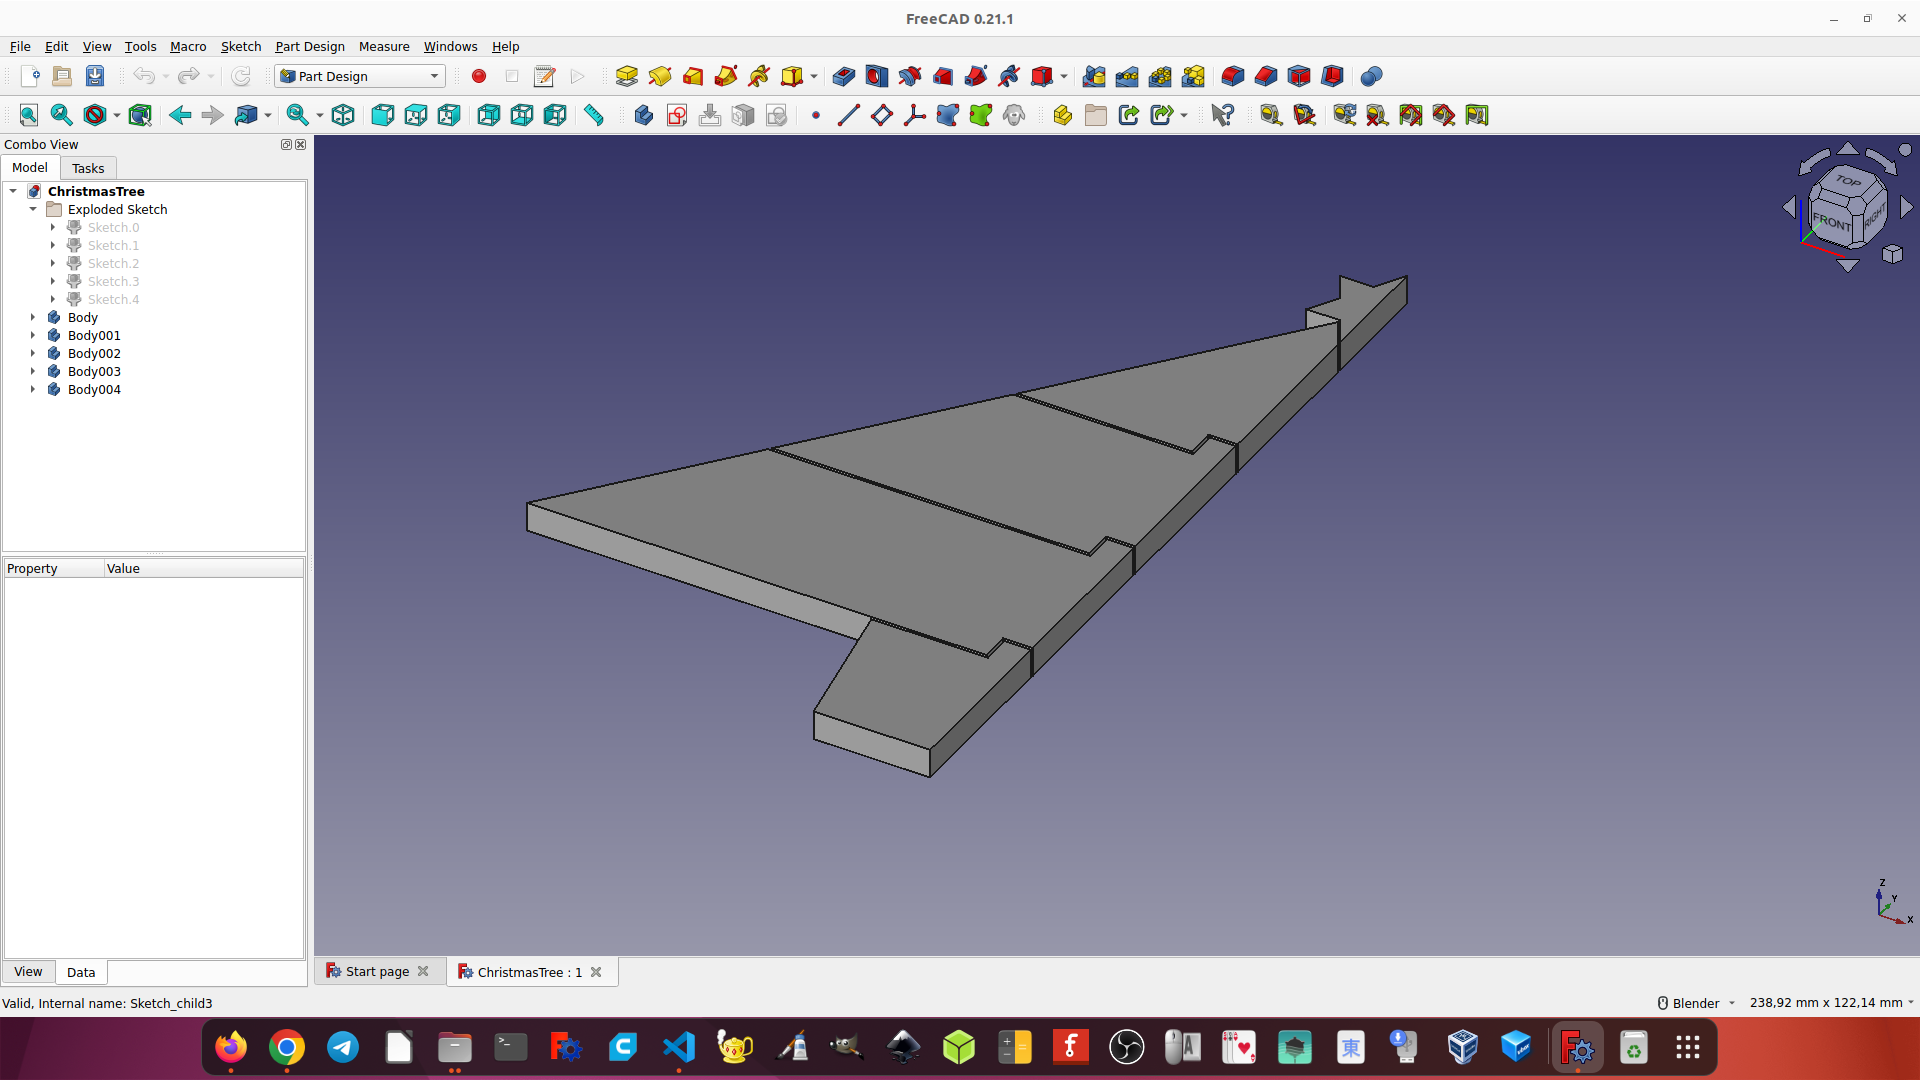 FreeCAD 0.21.1
File Edit View Tools Macro Sketch Part Design Measure Windows Help
Part Design
Combo View
Model Tasks
ChristmasTree
Exploded Sketch
Sketch.0
Sketch.1
Sketch.2
Sketch.3
Sketch.4
Body
Body001
Body002
Body003
Body004
TOP
FRONT
RIGHT
Property Value
Z
Y
X
View Data
Start page
ChristmasTree : 1
Valid, Internal name: Sketch_child3
Blender
238,92 mm x 122,14 mm